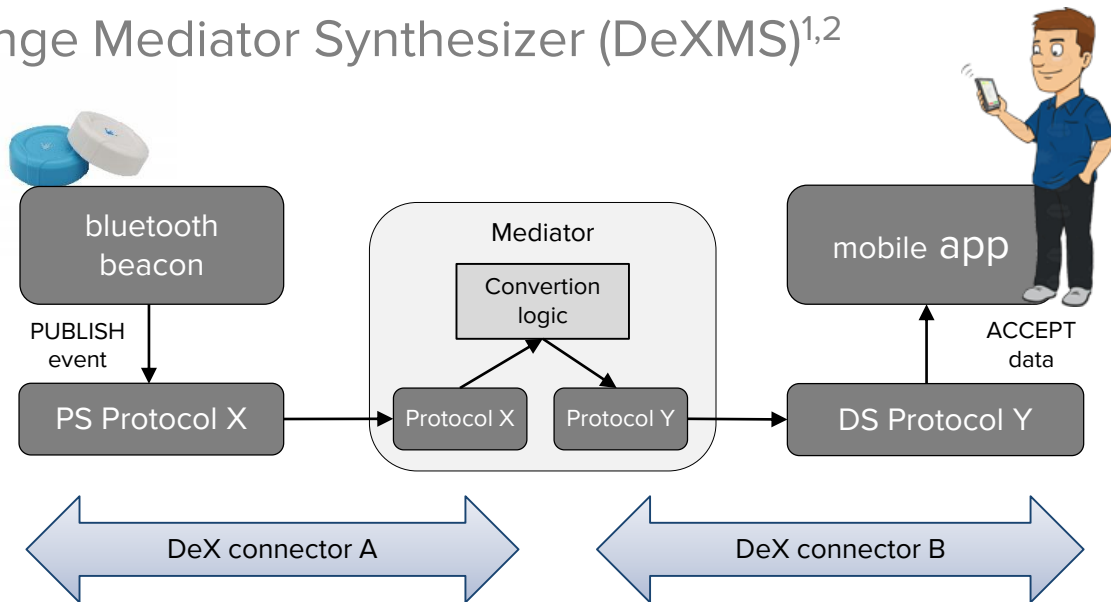 nge Mediator Synthesizer (DeXMS)1,2
bluetooth
beacon
Mediator
mobile app
Convertion
logic
PUBLISH
event
ACCEPT
data
PS Protocol X
Protocol X
Protocol Y
DS Protocol Y
DeX connector A
DeX connector B